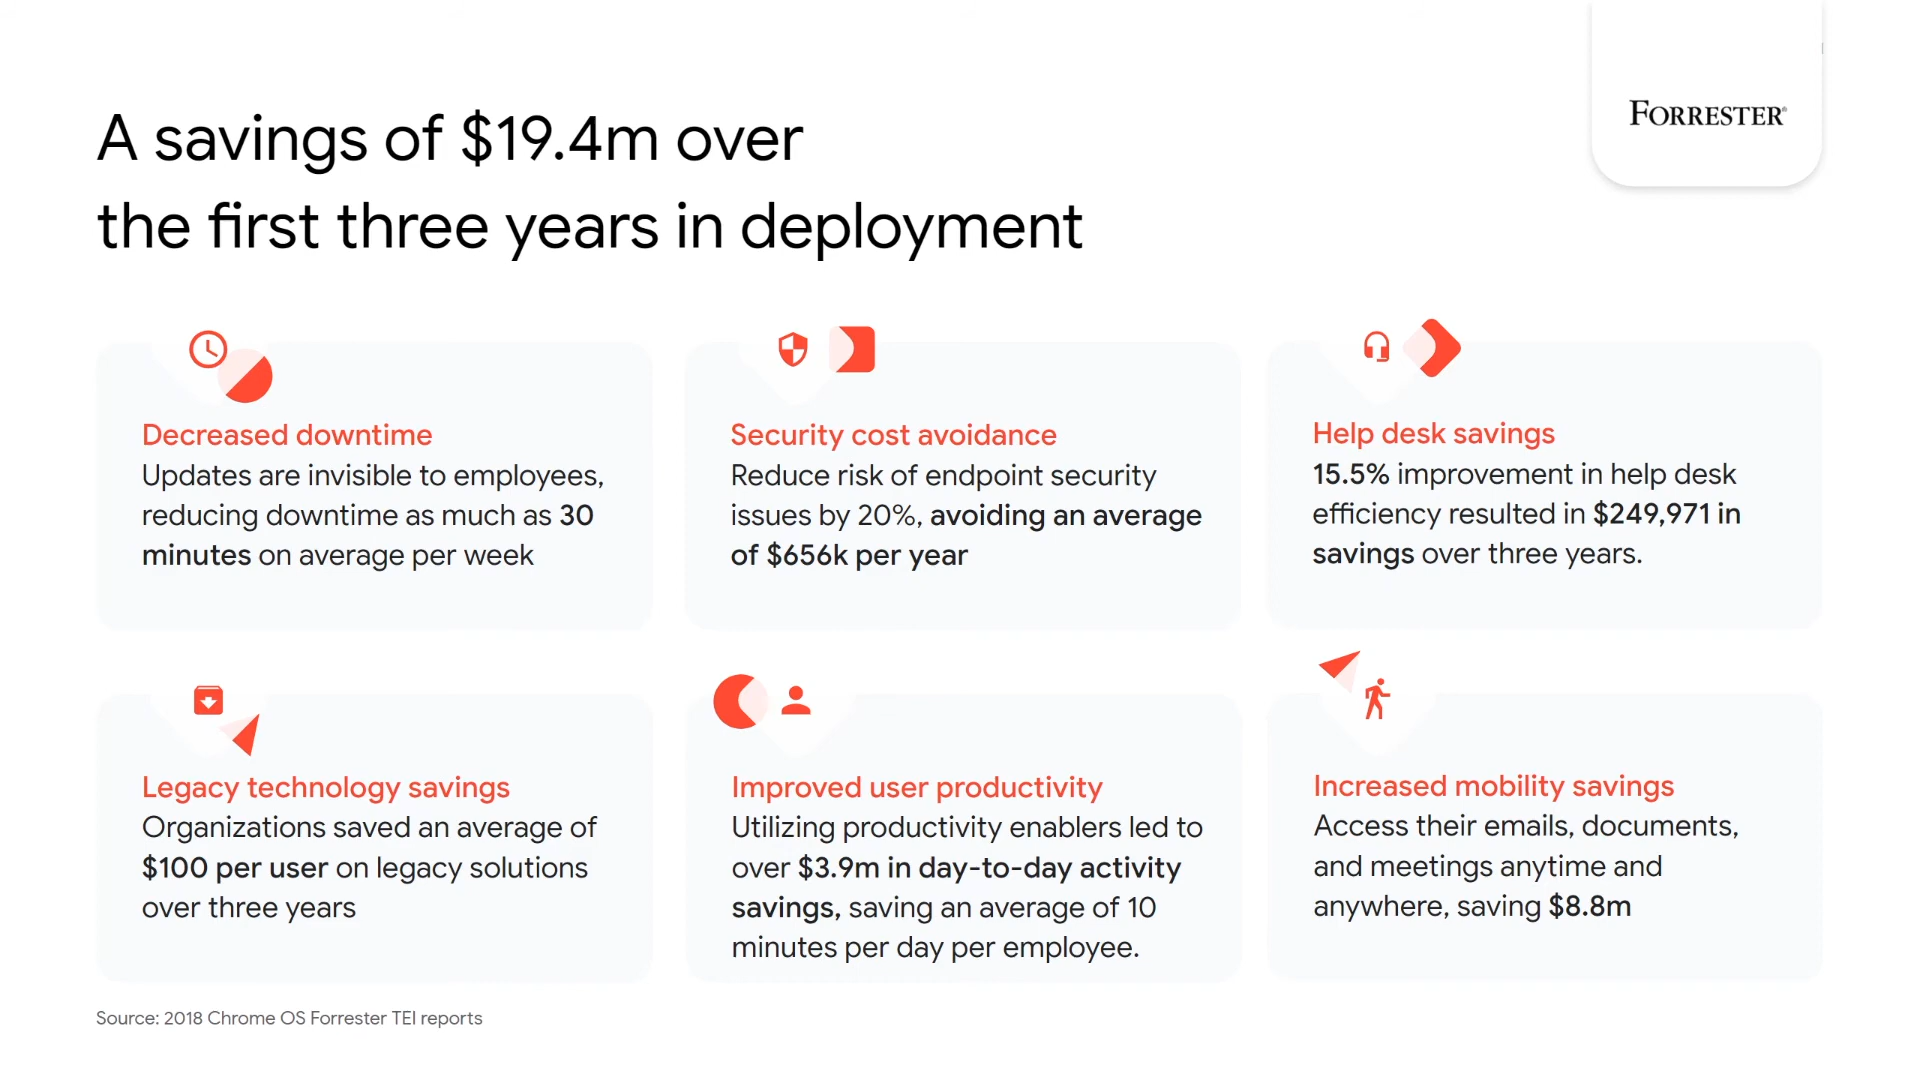 FORRESTER®
A savings of $19.4m over
the first three years in deployment
Decreased downtime
Updates are invisible to employees,
reducing downtime as much as 30
minutes on average per week
Security cost avoidance
Reduce risk of endpoint security
issues by 20%, avoiding an average
of $656k per year
Help desk savings
15.5% improvement in help desk
efficiency resulted in $249,971 in
savings over three years.
Legacy technology savings
Organizations saved an average of
$100 per user on legacy solutions
over three years
Improved user productivity
Utilizing productivity enablers led to
over $3.9m in day-to-day activity
savings, saving an average of 10
minutes per day per employee.
Increased mobility savings
Access their emails, documents,
and meetings anytime and
anywhere, saving $8.8m
Source: 2018 Chrome OS Forrester TEI reports